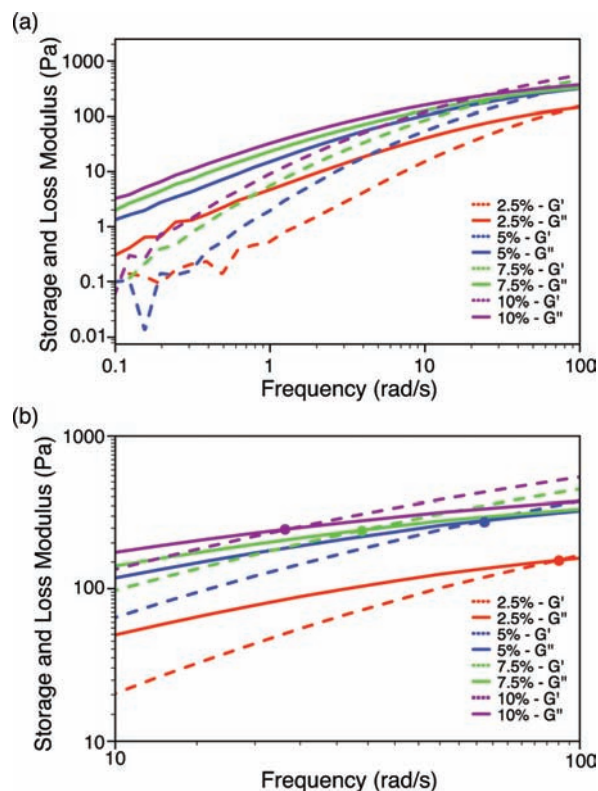 (a)
Storage and Loss Modulus (Pa)
1000
100
10
1
0.1
0.01
2.5% - G'
2.5% - G"
5% - G'
5% - G"
7.5% - G'
7.5% - G"
10% - G'
10% - G"
0.1
1
10
100
Frequency (rad/s)
(b)
Storage and Loss Modulus (Pa)
1000
100
10
2.5% - G'
2.5% - G"
5% - G'
5% - G"
7.5% - G'
7.5% - G"
10% - G'
10% - G"
10
100
Frequency (rad/s)